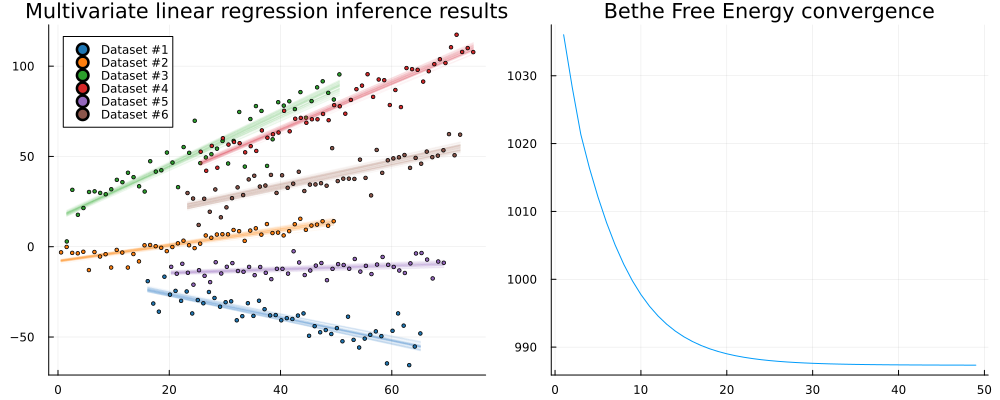 Multivariate linear regression inference results
Dataset #1
Dataset #2
Dataset #3
Dataset #4
Dataset #5
Dataset #6
100
50
0
−50
0
20
40
60
Bethe Free Energy convergence
1030
1020
1010
1000
990
0
10
20
30
40
50